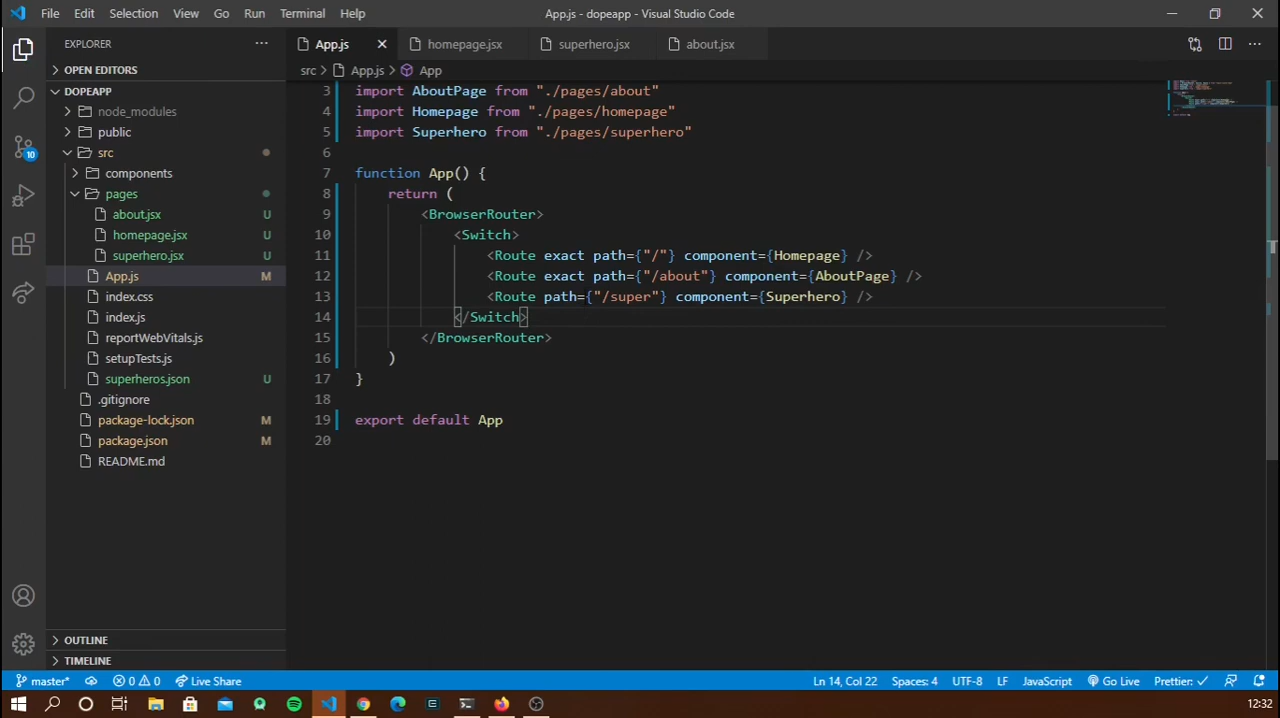 File Edit Selection View Go Run Terminal Help App.js - dopeapp - Visual Studio Code
EXPLORER
App.js homepage.jsx superhero.jsx about.jsx
OPEN EDITORS
src > App.js > App
DOPEAPP
node_modules
public
src
components
pages
about.jsx U
homepage.jsx U
superhero.jsx U
App.js M
index.css
index.js
reportWebVitals.js
setupTests.js
superheros.json U
.gitignore
package-lock.json M
package.json M
README.md
OUTLINE
TIMELINE
10
3 import AboutPage from "./pages/about"
4 import Homepage from "./pages/homepage"
5 import Superhero from "./pages/superhero"
6
7 function App() {
8 return (
9 <BrowserRouter>
10 <Switch>
11 <Route exact path={"/"} component={Homepage} />
12 <Route exact path={"/about"} component={AboutPage} />
13 <Route path={"/super"} component={Superhero} />
14 </Switch>
15 </BrowserRouter>
16 )
17 }
18
19 export default App
20
master* 0 0 Live Share Ln 14, Col 22 Spaces: 4 UTF-8 LF JavaScript Go Live Prettier: ✓
12:32